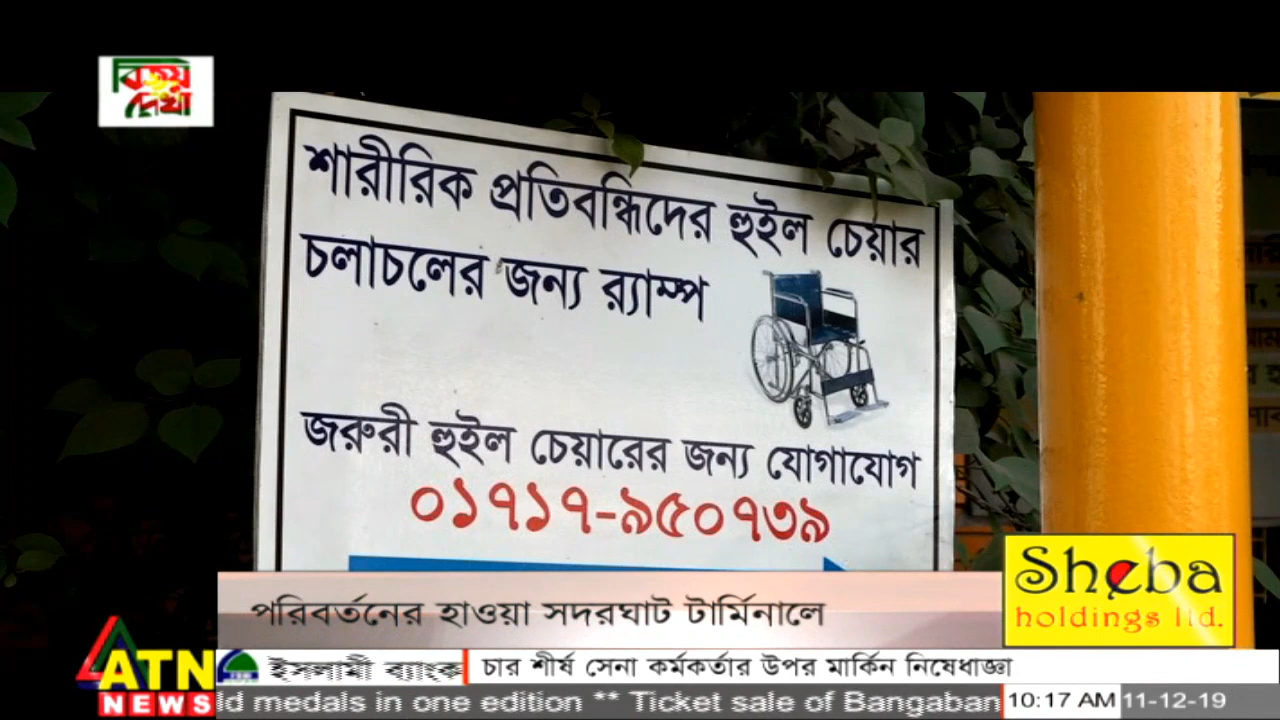 বিজয়
দেখা
শারীরিক প্রতিবন্ধিদের হুইল চেয়ার
চলাচলের জন্য র‍্যাম্প
জরুরী হুইল চেয়ারের জন্য যোগাযোগ
০১৭১৭-৯৫০৭৩৯
Sheba
holdings ltd.
পরিবর্তনের হাওয়া সদরঘাট টার্মিনালে
ATN
NEWS
ইসলামী ব্যাংক
চার শীর্ষ সেনা কর্মকর্তার উপর মার্কিন নিষেধাজ্ঞা
ld medals in one edition ** Ticket sale of Bangaban
10:17 AM 11-12-19